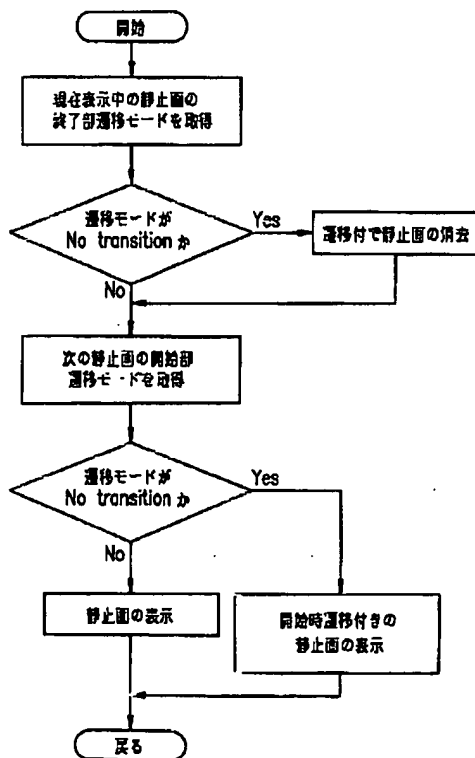 開始
現在表示中の静止画の
終了部遷移モードを取得
遷移モードが
No transition か
Yes
遷移付で静止画の消去
No
次の静止画の開始部
遷移モードを取得
遷移モードが
No transition か
Yes
No
静止画の表示
開始時遷移付きの
静止画の表示
戻る